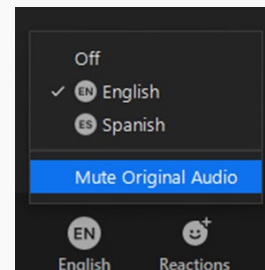 Off
EN English
ES Spanish
Mute Original Audio
EN
English
Reactions